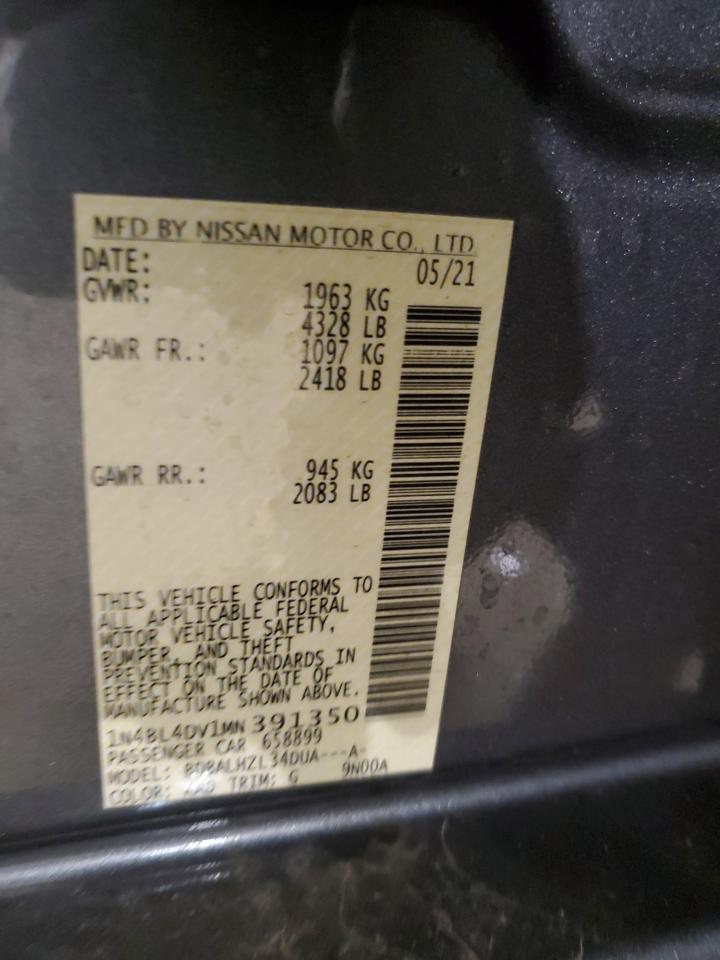 MFD BY NISSAN MOTOR CO., LTD.
DATE: 05/21
GVWR: 1963 KG
4328 LB
GAWR FR.: 1097 KG
2418 LB
GAWR RR.: 945 KG
2083 LB
THIS VEHICLE CONFORMS TO
ALL APPLICABLE FEDERAL
MOTOR VEHICLE SAFETY,
BUMPER, AND THEFT
PREVENTION STANDARDS IN
EFFECT ON THE DATE OF
MANUFACTURE SHOWN ABOVE.
1N4BL4DV1MN391350
PASSENGER CAR 658899
MODEL: BDBALHZL34DUA---A-
COLOR: TRIM: G 9N00A